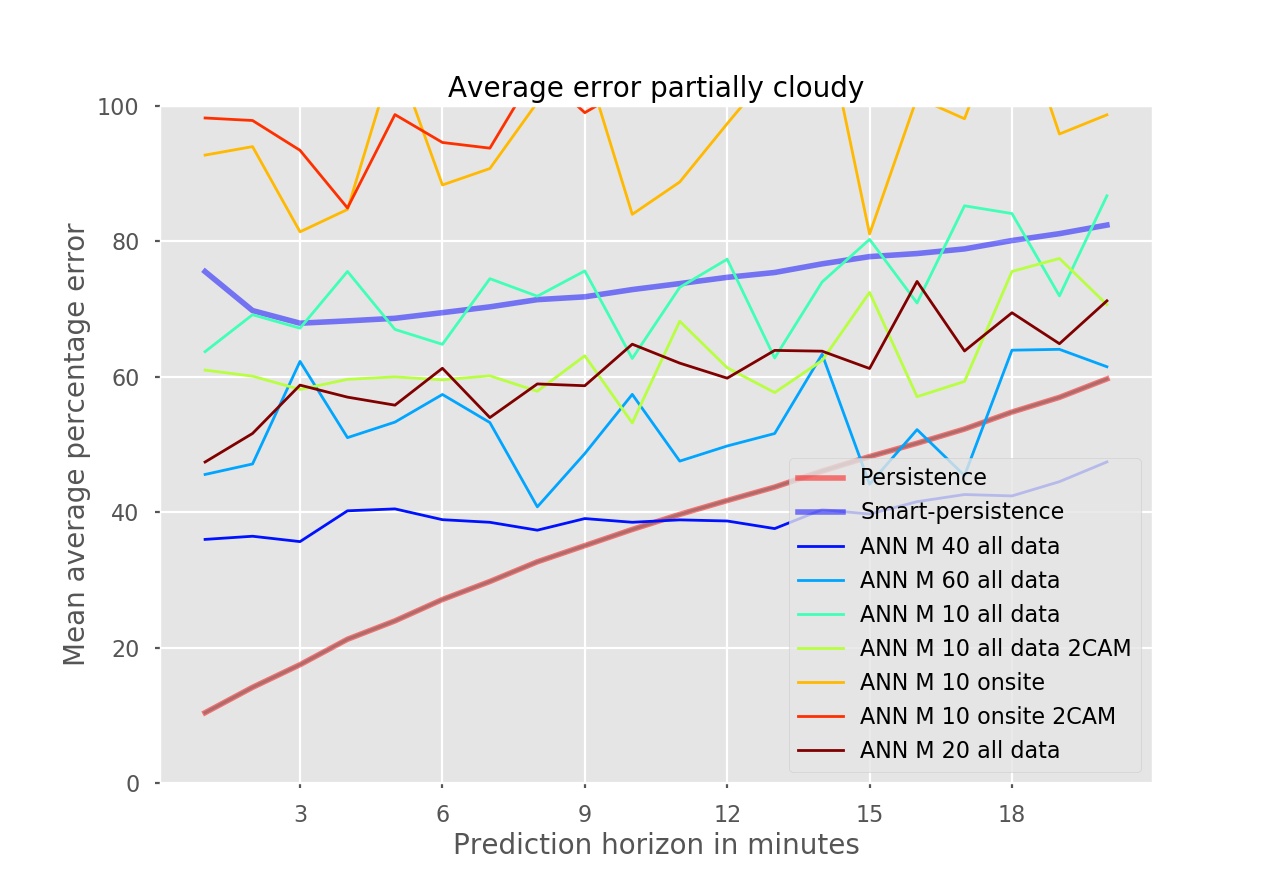 Average error partially cloudy
100
80
60
40
20
0
Mean average percentage error
3 6 9 12 15 18
Prediction horizon in minutes
Persistence
Smart-persistence
ANN M 40 all data
ANN M 60 all data
ANN M 10 all data
ANN M 10 all data 2CAM
ANN M 10 onsite
ANN M 10 onsite 2CAM
ANN M 20 all data